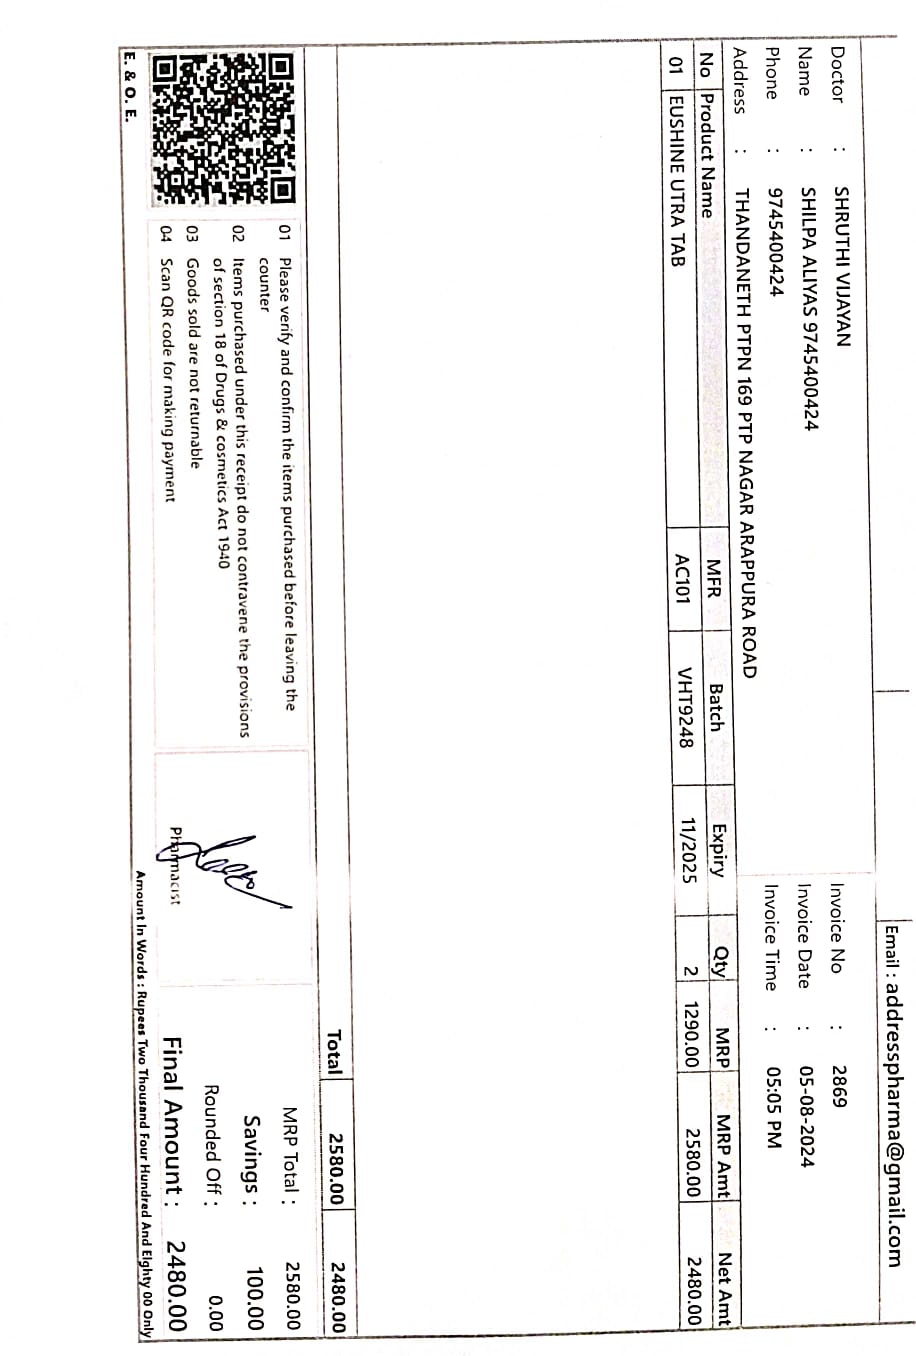 Email : addresspharma@gmail.com
Doctor : SHRUTHI VIJAYAN
Name : SHILPA ALIYAS 9745400424
Phone : 9745400424
Address : THANDANETH PTPN 169 PTP NAGAR ARAPPURA ROAD
Invoice No : 2869
Invoice Date : 05-08-2024
Invoice Time : 05:05 PM
No Product Name MFR Batch Expiry Qty MRP MRP Amt Net Amt
01 EUSHINE UTRA TAB AC101 VHT9248 11/2025 2 1290.00 2580.00 2480.00
Total 2580.00 2480.00
01 Please verify and confirm the items purchased before leaving the
counter
02 Items purchased under this receipt do not contravene the provisions
of section 18 of Drugs & cosmetics Act 1940
03 Goods sold are not returnable
04 Scan QR code for making payment
Pharmacist
MRP Total : 2580.00
Savings : 100.00
Rounded Off : 0.00
Final Amount : 2480.00
Amount In Words : Rupees Two Thousand Four Hundred And Eighty 00 Only
E. & O. E.